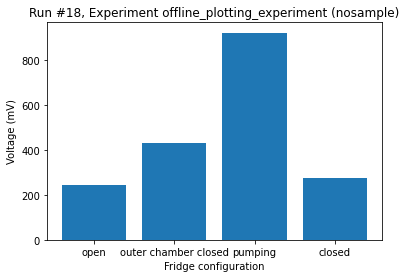 Run #18, Experiment offline_plotting_experiment (nosample)
Voltage (mV)
800
600
400
200
0
open outer chamber closed pumping closed
Fridge configuration